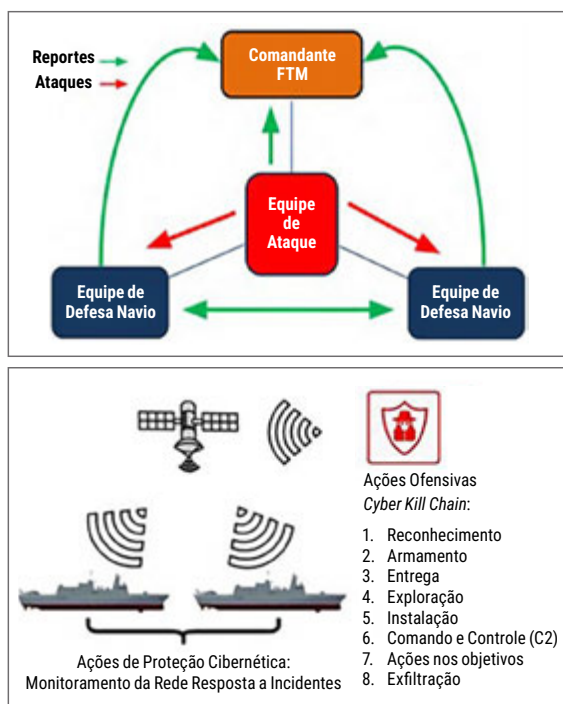 Reportes
Ataques
Comandante
FTM
Equipe
de
Ataque
Equipe de
Defesa Navio
Equipe de
Defesa Navio
Ações Ofensivas
Cyber Kill Chain:
1. Reconhecimento
2. Armamento
3. Entrega
4. Exploração
5. Instalação
6. Comando e Controle (C2)
7. Ações nos objetivos
8. Exfiltração
Ações de Proteção Cibernética:
Monitoramento da Rede Resposta a Incidentes